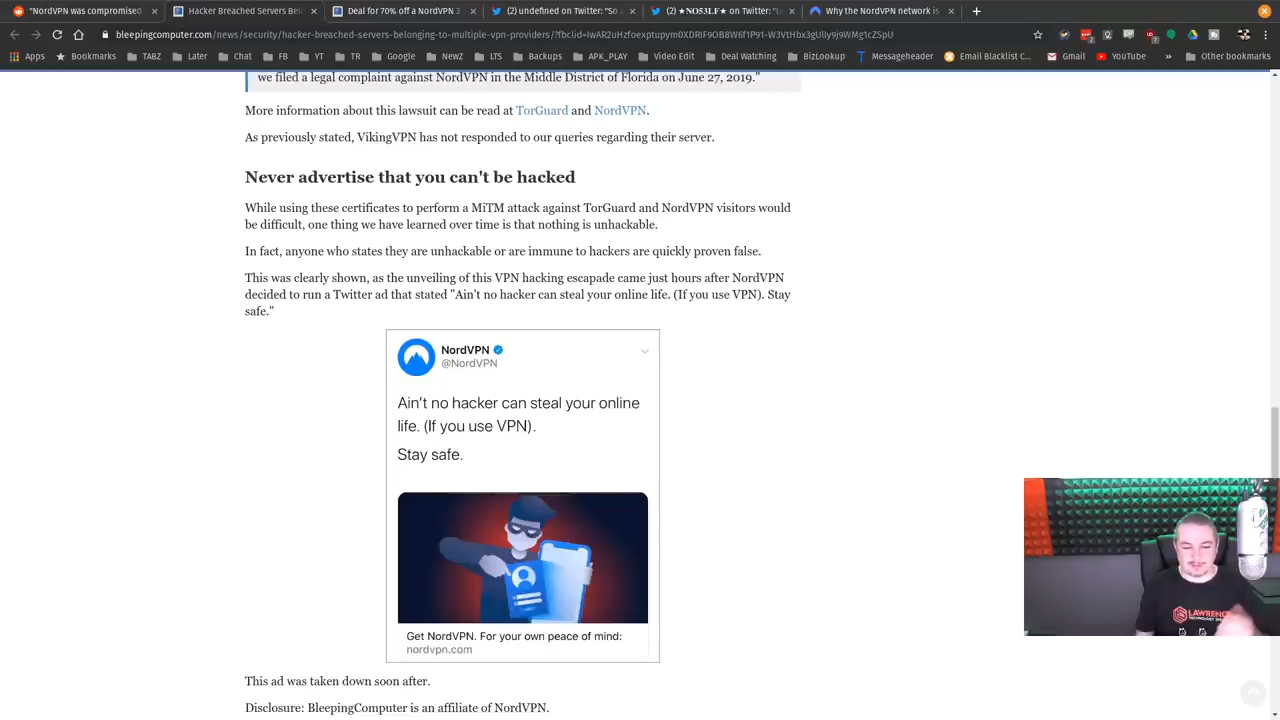 "NordVPN was compromised
Hacker Breached Servers Bel
Deal for 70% off a NordVPN 3
(2) undefined on Twitter: "So
(2) ★NO53LF★ on Twitter: "L
Why the NordVPN network is
bleepingcomputer.com/news/security/hacker-breached-servers-belonging-to-multiple-vpn-providers/
Apps Bookmarks TABZ Later Chat FB YT TR Google Newz LTS Backups APK_PLAY Video Edit Deal Watching BizLookup Messageheader Email Blacklist C... Gmail YouTube » Other bookmarks
we filed a legal complaint against NordVPN in the Middle District of Florida on June 27, 2019."
More information about this lawsuit can be read at TorGuard and NordVPN.
As previously stated, VikingVPN has not responded to our queries regarding their server.
Never advertise that you can't be hacked
While using these certificates to perform a MiTM attack against TorGuard and NordVPN visitors would
be difficult, one thing we have learned over time is that nothing is unhackable.
In fact, anyone who states they are unhackable or are immune to hackers are quickly proven false.
This was clearly shown, as the unveiling of this VPN hacking escapade came just hours after NordVPN
decided to run a Twitter ad that stated "Ain't no hacker can steal your online life. (If you use VPN). Stay
safe."
NordVPN
@NordVPN
Ain't no hacker can steal your online
life. (If you use VPN).
Stay safe.
Get NordVPN. For your own peace of mind:
nordvpn.com
LAWRENCE
This ad was taken down soon after.
Disclosure: BleepingComputer is an affiliate of NordVPN.